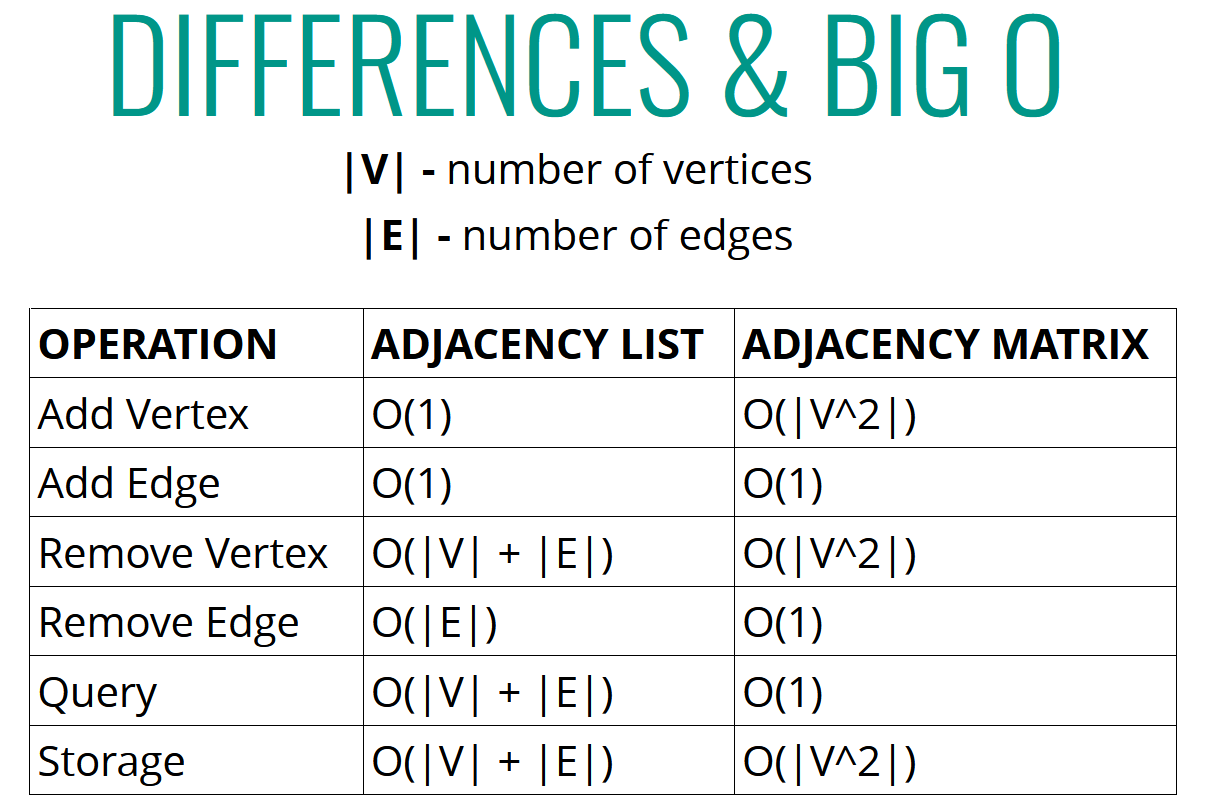 DIFFERENCES & BIG O
|V| - number of vertices
|E| - number of edges
OPERATION ADJACENCY LIST ADJACENCY MATRIX
Add Vertex O(1) O(|V^2|)
Add Edge O(1) O(1)
Remove Vertex O(|V| + |E|) O(|V^2|)
Remove Edge O(|E|) O(1)
Query O(|V| + |E|) O(1)
Storage O(|V| + |E|) O(|V^2|)